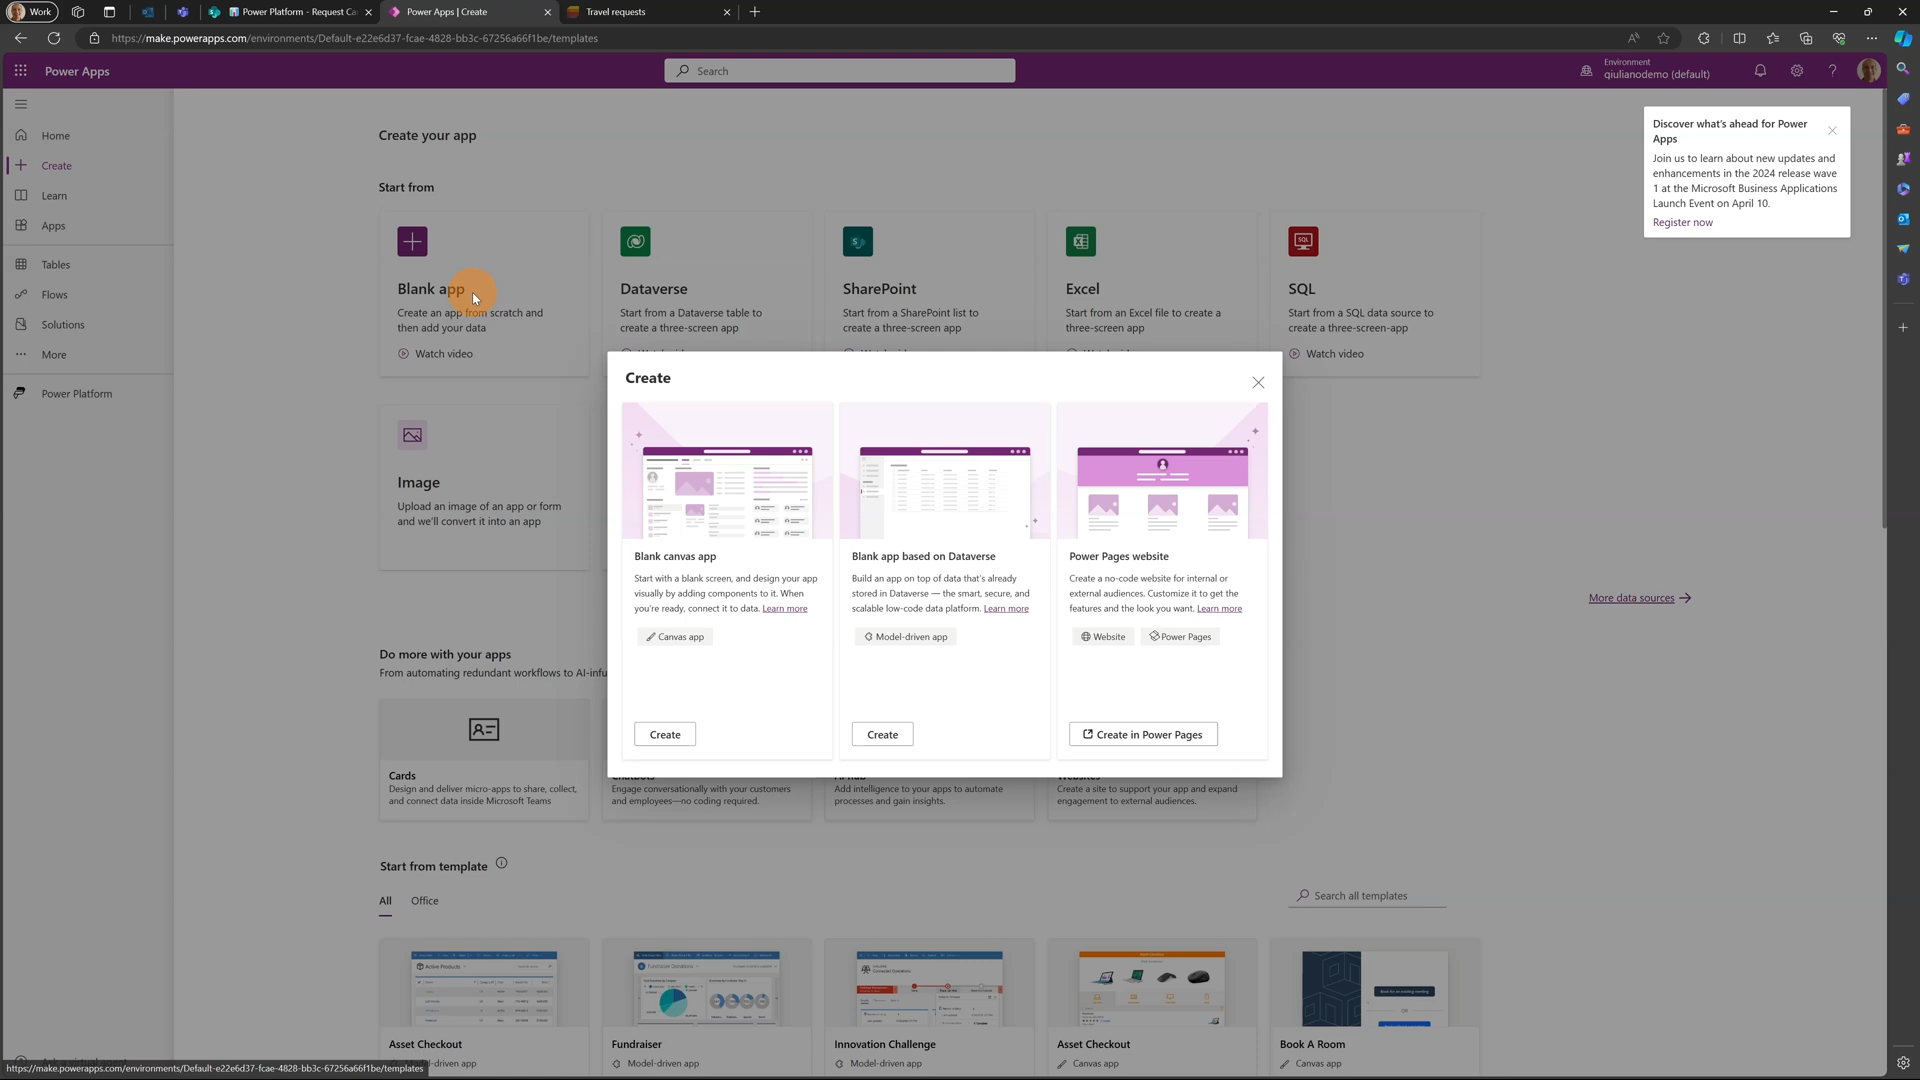 Work
Power Platform - Request Ca
Power Apps | Create
Travel requests
https://make.powerapps.com/environments/Default-e22e6d37-fcae-4828-bb3c-67256a66f1be/templates
Power Apps
Search
Environment
qiulianodemo (default)
Home
Create
Learn
Apps
Tables
Flows
Solutions
More
Power Platform
Create your app
Start from
Blank app
Create an app from scratch and
then add your data
Watch video
Dataverse
Start from a Dataverse table to
create a three-screen app
SharePoint
Start from a SharePoint list to
create a three-screen app
Excel
Start from an Excel file to create a
three-screen app
SQL
Start from a SQL data source to
create a three-screen-app
Watch video
Discover what's ahead for Power
Apps
Join us to learn about new updates and
enhancements in the 2024 release wave
1 at the Microsoft Business Applications
Launch Event on April 10.
Register now
Image
Upload an image of an app or form
and we'll convert it into an app
Create
Blank canvas app
Start with a blank screen, and design your app
visually by adding components to it. When
you're ready, connect it to data. Learn more
Canvas app
Create
Blank app based on Dataverse
Build an app on top of data that's already
stored in Dataverse — the smart, secure, and
scalable low-code data platform. Learn more
Model-driven app
Create
Power Pages website
Create a no-code website for internal or
external audiences. Customize it to get the
features and the look you want. Learn more
Website
Power Pages
Create in Power Pages
More data sources
Do more with your apps
From automating redundant workflows to AI-infu
Cards
Design and deliver micro-apps to share, collect,
and connect data inside Microsoft Teams
Chatbots
Engage conversationally with your customers
and employees—no coding required.
AI hub
Add intelligence to your apps to automate
processes and gain insights.
Websites
Create a site to support your app and expand
engagement to external audiences.
Start from template
All
Office
Search all templates
Asset Checkout
Model-driven app
Fundraiser
Model-driven app
Innovation Challenge
Model-driven app
Asset Checkout
Canvas app
Book A Room
Canvas app
https://make.powerapps.com/environments/Default-e22e6d37-fcae-4828-bb3c-67256a66f1be/templates